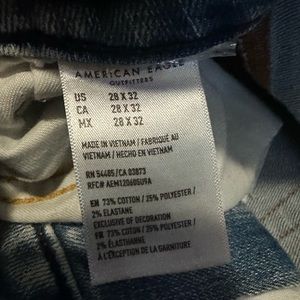 AMERICAN EAGLE
OUTFITTERS
US 28 X 32
CA 28 X 32
MX 28 X 32
MADE IN VIETNAM / FABRIQUÉ AU
VIETNAM / HECHO EN VIETNAM
RN 54485/CA 03873
RFC# AEM1206805U9A
EN 73% COTTON / 25% POLYESTER /
2% ELASTANE
EXCLUSIVE OF DECORATION
FR 73% COTON / 25% POLYESTER /
2% ÉLASTHANNE
À L'EXCEPTION DE LA GARNITURE